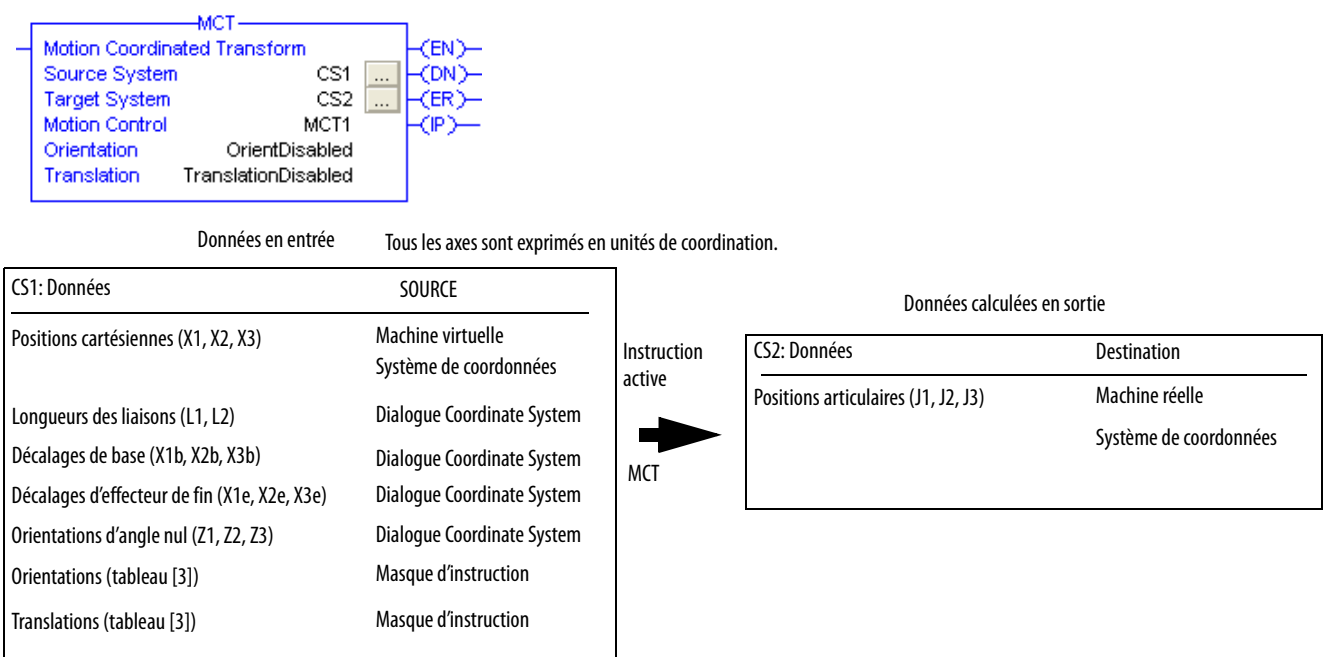 MCT
Motion Coordinated Transform (EN)
Source System CS1 ... (DN)
Target System CS2 ... (ER)
Motion Control MCT1 (IP)
Orientation OrientDisabled
Translation TranslationDisabled
Données en entrée Tous les axes sont exprimés en unités de coordination.
CS1: Données SOURCE
Positions cartésiennes (X1, X2, X3) Machine virtuelle
Système de coordonnées
Longueurs des liaisons (L1, L2) Dialogue Coordinate System
Décalages de base (X1b, X2b, X3b) Dialogue Coordinate System
Décalages d’effecteur de fin (X1e, X2e, X3e) Dialogue Coordinate System
Orientations d’angle nul (Z1, Z2, Z3) Dialogue Coordinate System
Orientations (tableau [3]) Masque d’instruction
Translations (tableau [3]) Masque d’instruction
Instruction
active
MCT
Données calculées en sortie
CS2: Données Destination
Positions articulaires (J1, J2, J3) Machine réelle
Système de coordonnées